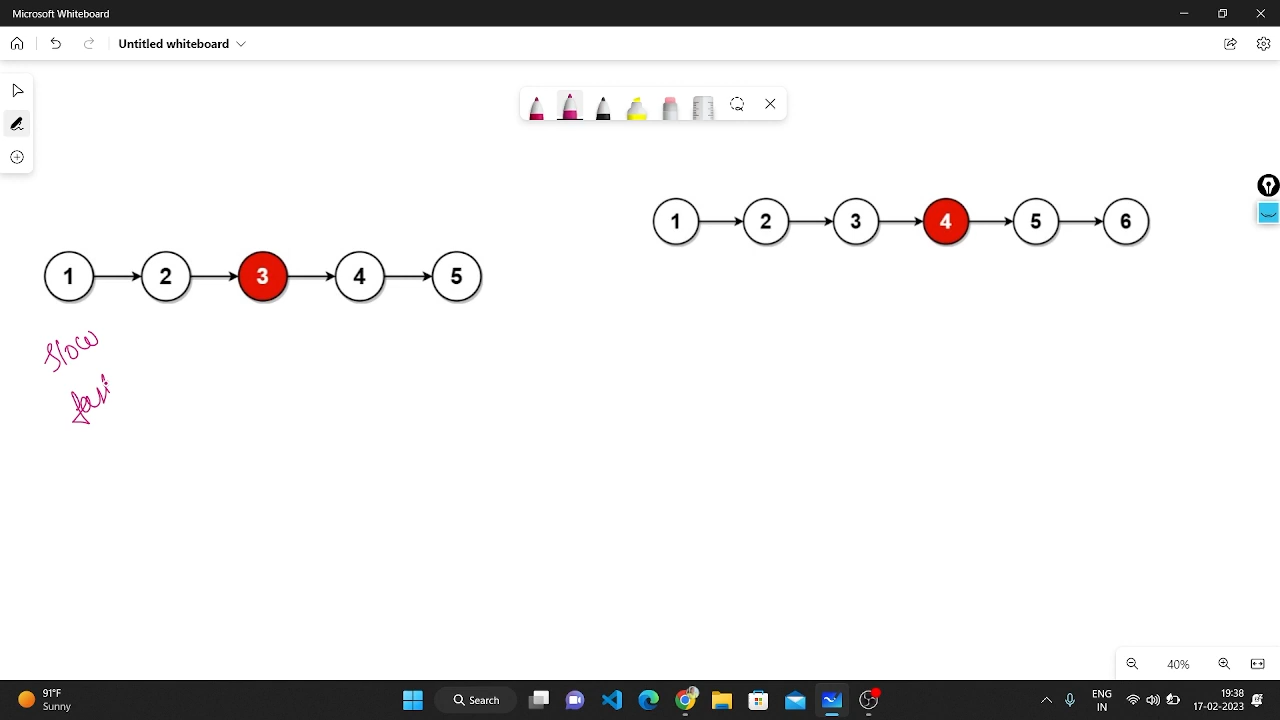 Microsoft Whiteboard
Untitled whiteboard
1 2 3 4 5 6
1 2 3 4 5
slow
40%
91°F
Sunny
Search
ENG
IN
19:38
17-02-2023